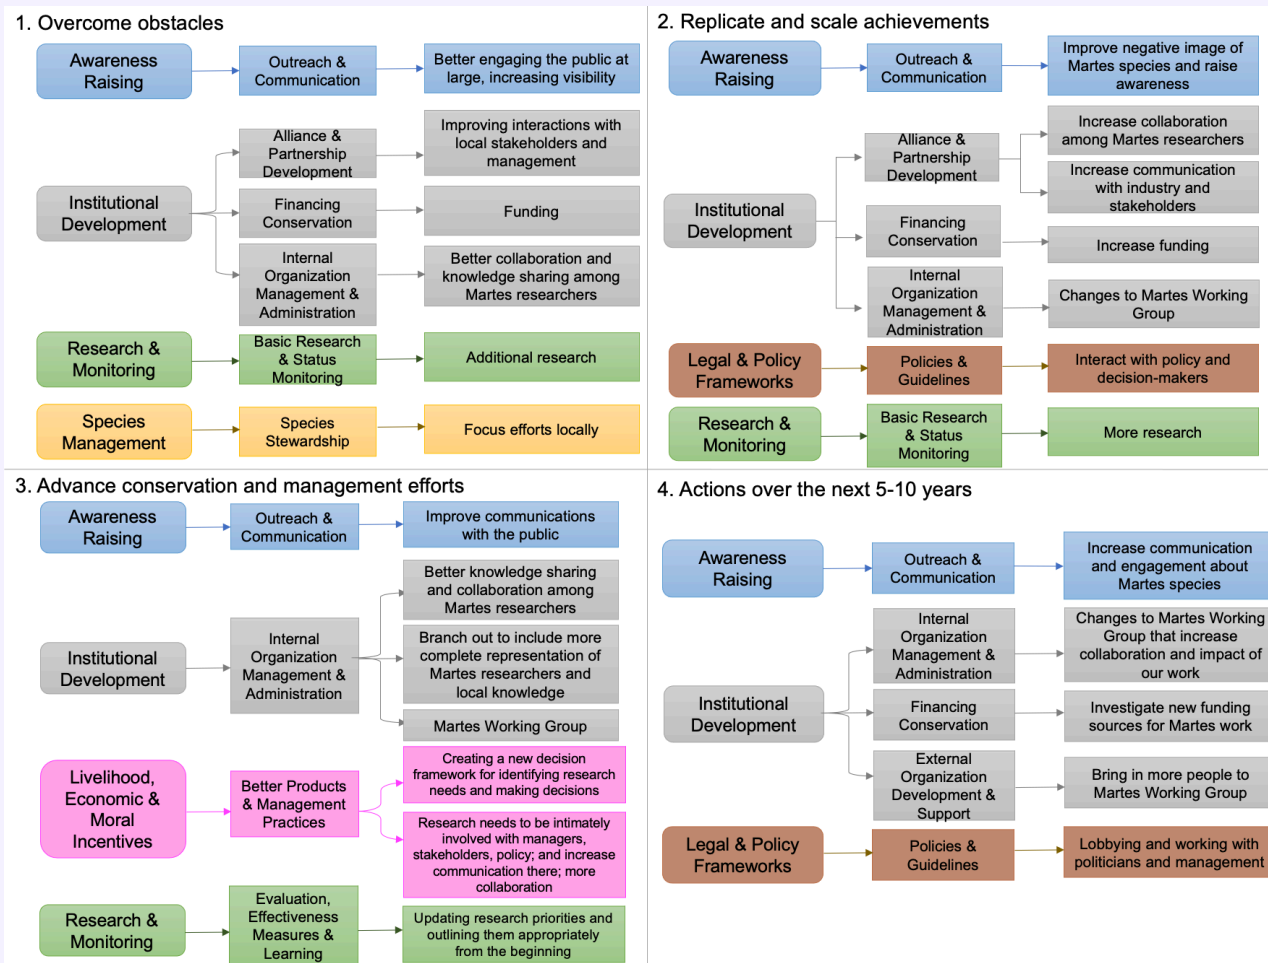 1. Overcome obstacles
Awareness
Raising
Outreach &
Communication
Better engaging the public at
large, increasing visibility
Institutional
Development
Alliance &
Partnership
Development
Improving interactions with
local stakeholders and
management
Financing
Conservation
Funding
Internal
Organization
Management &
Administration
Better collaboration and
knowledge sharing among
Martes researchers
Research &
Monitoring
Basic Research
& Status
Monitoring
Additional research
Species
Management
Species
Stewardship
Focus efforts locally
2. Replicate and scale achievements
Awareness
Raising
Outreach &
Communication
Improve negative image of
Martes species and raise
awareness
Institutional
Development
Alliance &
Partnership
Development
Increase collaboration
among Martes researchers
Increase communication
with industry and
stakeholders
Financing
Conservation
Increase funding
Internal
Organization
Management &
Administration
Changes to Martes Working
Group
Legal & Policy
Frameworks
Policies &
Guidelines
Interact with policy and
decision-makers
Research &
Monitoring
Basic Research
& Status
Monitoring
More research
3. Advance conservation and management efforts
Awareness
Raising
Outreach &
Communication
Improve communications
with the public
Institutional
Development
Internal
Organization
Management &
Administration
Better knowledge sharing
and collaboration among
Martes researchers
Branch out to include more
complete representation of
Martes researchers and
local knowledge
Martes Working Group
Livelihood,
Economic &
Moral
Incentives
Better Products
& Management
Practices
Creating a new decision
framework for identifying research
needs and making decisions
Research needs to be intimately
involved with managers,
stakeholders, policy; and increase
communication there; more
collaboration
Research &
Monitoring
Evaluation,
Effectiveness
Measures &
Learning
Updating research priorities and
outlining them appropriately
from the beginning
4. Actions over the next 5-10 years
Awareness
Raising
Outreach &
Communication
Increase communication
and engagement about
Martes species
Institutional
Development
Internal
Organization
Management &
Administration
Changes to Martes Working
Group that increase
collaboration and impact of
our work
Financing
Conservation
Investigate new funding
sources for Martes work
External
Organization
Development &
Support
Bring in more people to
Martes Working Group
Legal & Policy
Frameworks
Policies &
Guidelines
Lobbying and working with
politicians and management